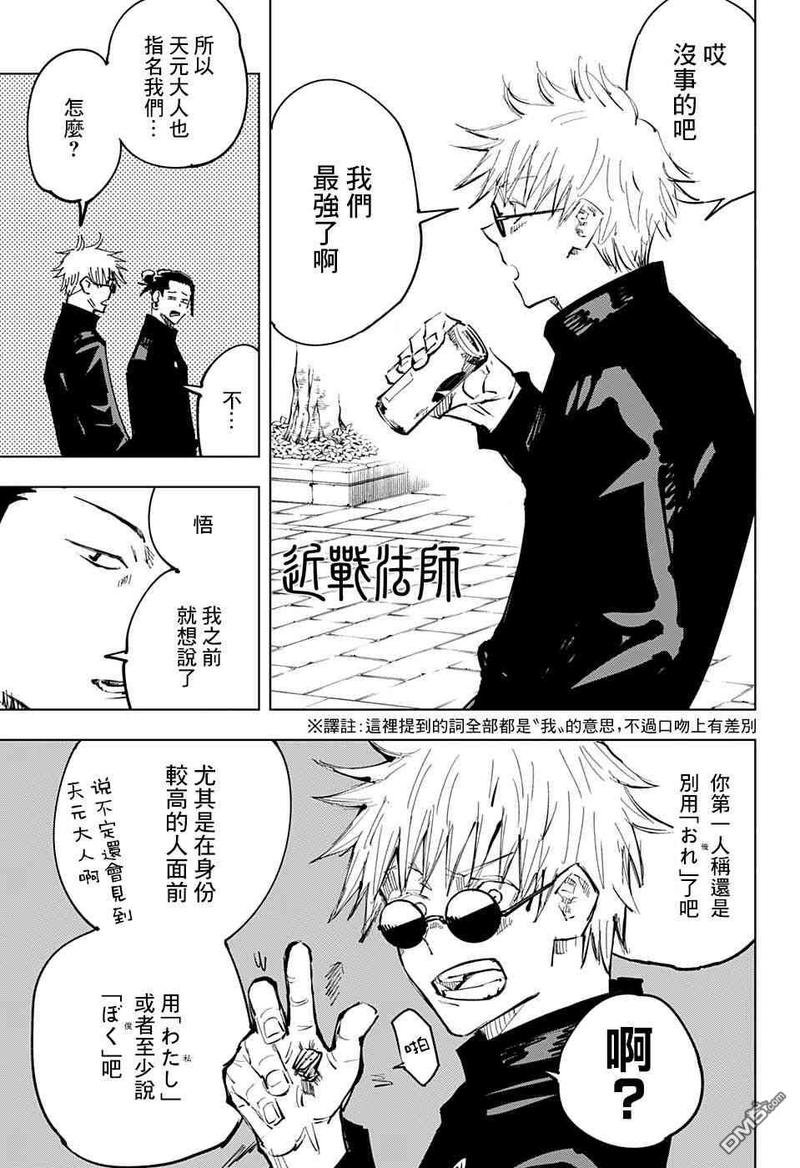 哎
沒事的吧
我們
最強了啊
所以
天元大人也
指名我們…
怎麼?
不…
悟
我之前
就想說了
近戰法師
※譯註:這裡提到的詞全部都是〝我〞的意思,不過口吻上有差別
你第一人稱還是
別用「おれ」了吧
俺
啊?
尤其是在身份
較高的人面前
说不定還會見到
天元大人啊
用「わたし」
私
或者至少說
「ぼく」吧
僕
啪
DM5.com